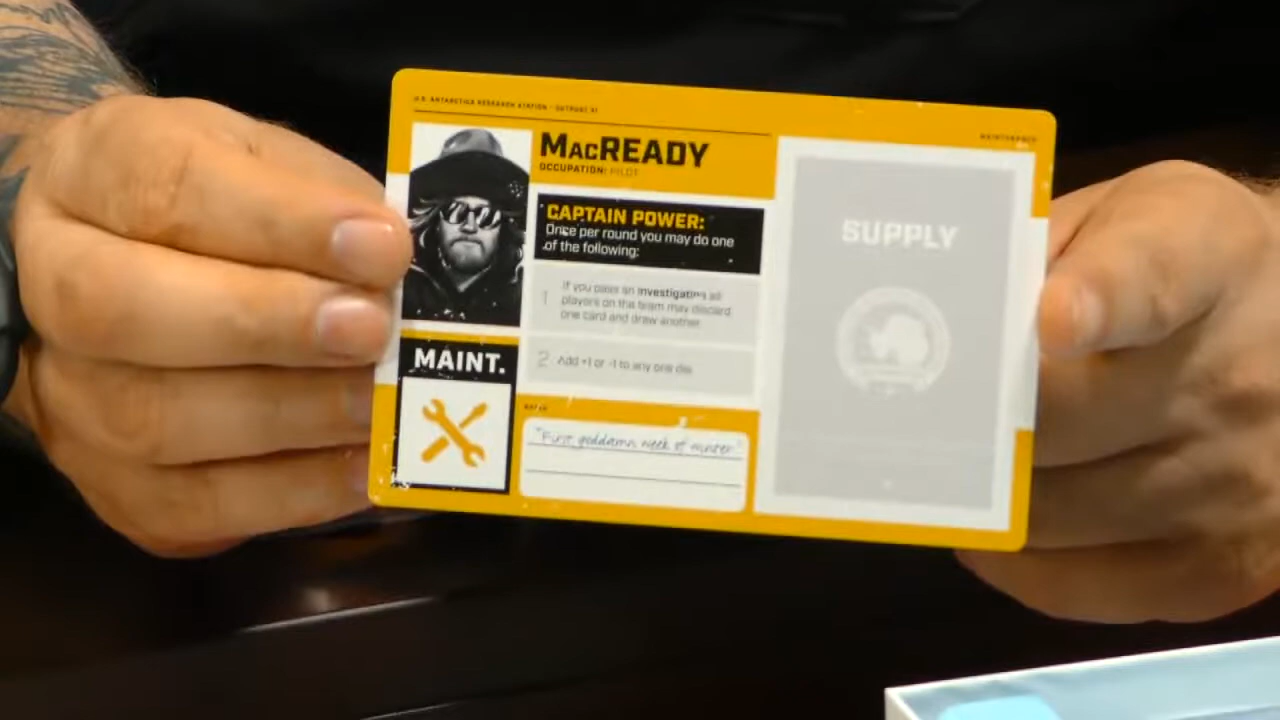 U.S. ANTARCTICA RESEARCH STATION - OUTPOST 31
MAINTENANCE
MACREADY
OCCUPATION: PILOT
CAPTAIN POWER:
Once per round you may do one
of the following:
1 If you pass an investigation all
players on the team may discard
one card and draw another.
2 Add +1 or -1 to any one die.
MAINT.
NOTES
"First goddamn week of winter."
SUPPLY